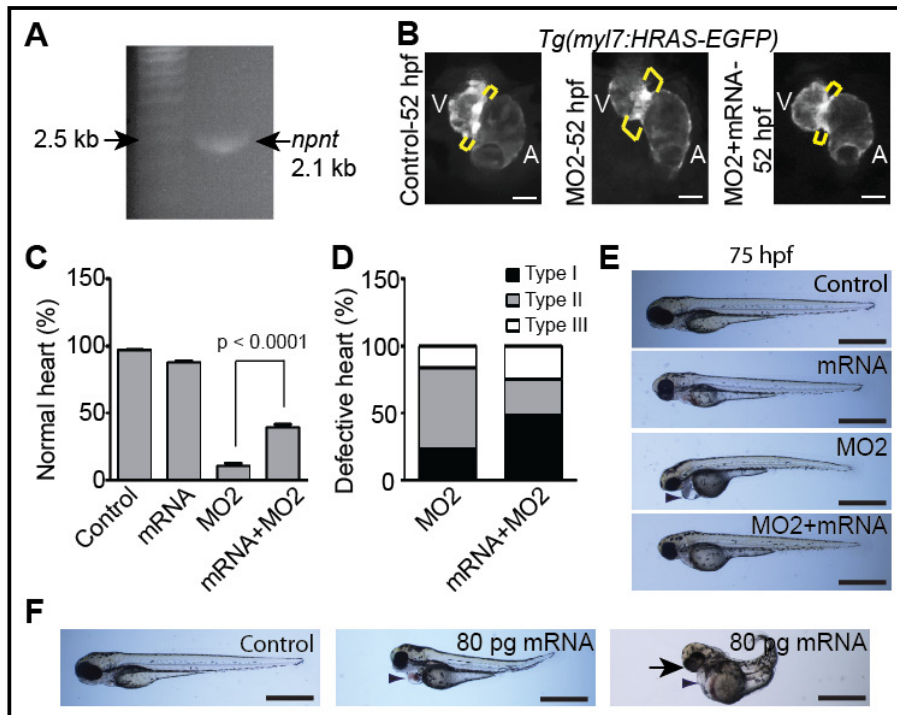 A
2.5 kb
npnt
2.1 kb
B
Tg(myl7:HRAS-EGFP)
Control-52 hpf
V
A
MO2-52 hpf
V
A
MO2+mRNA-
52 hpf
V
A
C
Normal heart (%)
150
100
50
0
p < 0.0001
Control
mRNA
MO2
mRNA+MO2
D
Defective heart (%)
150
100
50
0
Type I
Type II
Type III
MO2
mRNA+MO2
E
75 hpf
Control
mRNA
MO2
MO2+mRNA
F
Control
80 pg mRNA
80 pg mRNA